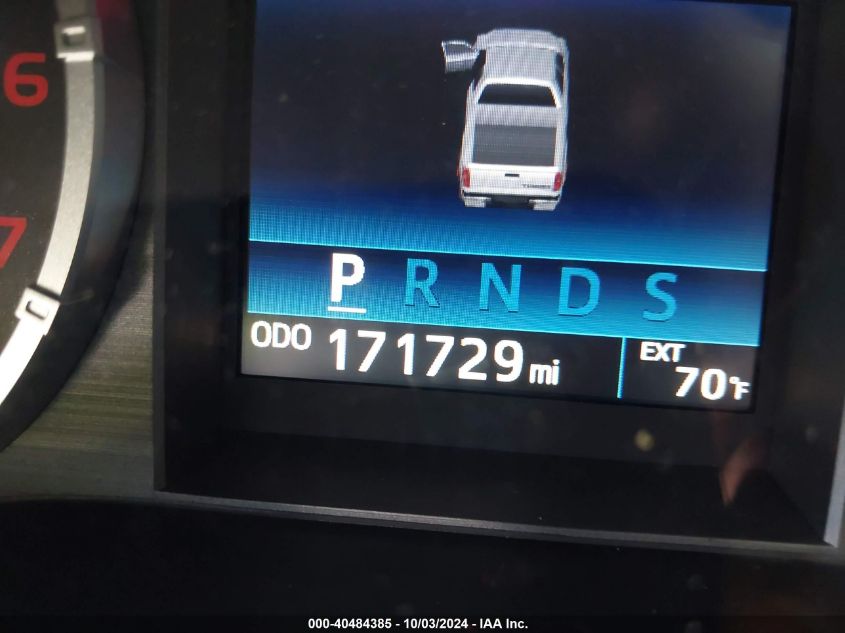 6
7
P R N D S
ODO 171729 mi
EXT
70°F
000-40484385 - 10/03/2024 - IAA Inc.